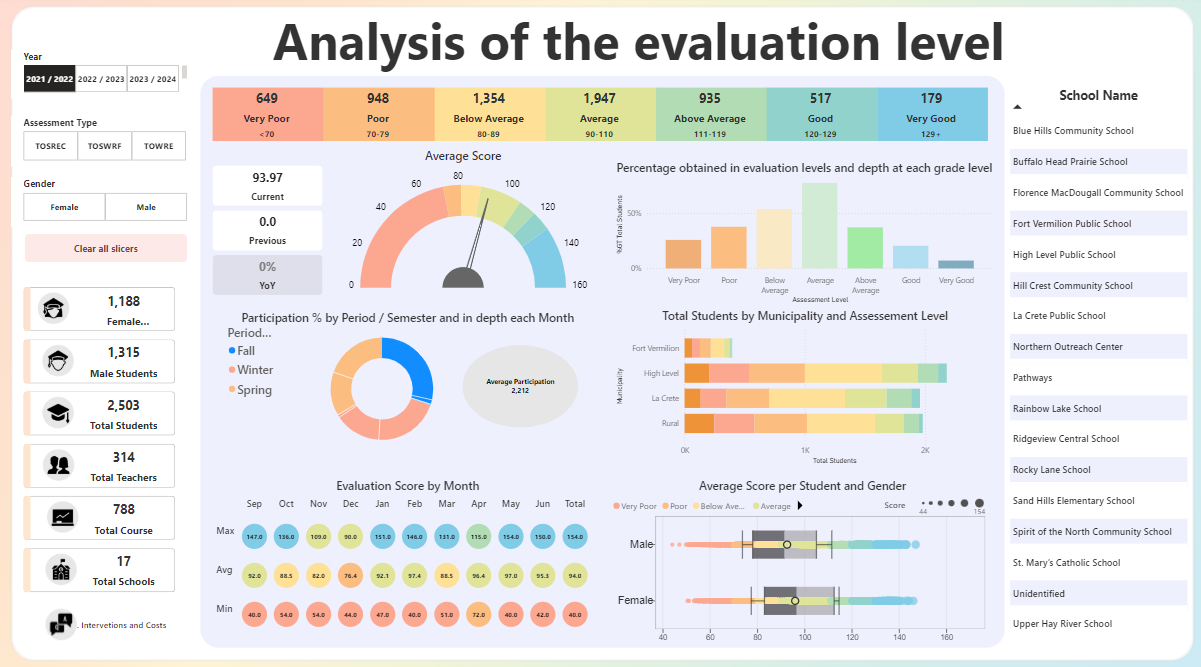 Analysis of the evaluation level
Year
2021 / 2022 2022 / 2023 2023 / 2024
Assessment Type
TOSREC TOSWRF TOWRE
Gender
Female Male
Clear all slicers
1,188
Female...
1,315
Male Students
2,503
Total Students
314
Total Teachers
788
Total Course
17
Total Schools
. Intervetions and Costs
649 948 1,354 1,947 935 517 179
Very Poor Poor Below Average Average Above Average Good Very Good
<70 70-79 80-89 90-110 111-119 120-129 129+
93.97
Current
0.0
Previous
0%
YoY
Average Score
0 20 40 60 80 100 120 140 160
Percentage obtained in evaluation levels and depth at each grade level
%GT Total Students
50%
0%
Very Poor Poor Below Average Average Above Average Good Very Good
Assessment Level
Participation % by Period / Semester and in depth each Month
Period...
Fall
Winter
Spring
Average Participation
2,212
Total Students by Municipality and Assessement Level
Municipality
Fort Vermilion
High Level
La Crete
Rural
0K 1K 2K
Total Students
Evaluation Score by Month
Sep Oct Nov Dec Jan Feb Mar Apr May Jun Total
Max 147.0 136.0 109.0 90.0 151.0 146.0 131.0 115.0 154.0 150.0 154.0
Avg 92.0 88.5 82.0 76.4 92.1 97.4 88.5 96.4 97.0 95.3 94.0
Min 40.0 54.0 54.0 44.0 47.0 40.0 51.0 72.0 40.0 42.0 40.0
Average Score per Student and Gender
Very Poor Poor Below Ave... Average
Score
44 154
Male
Female
40 60 80 100 120 140 160
School Name
Blue Hills Community School
Buffalo Head Prairie School
Florence MacDougall Community School
Fort Vermilion Public School
High Level Public School
Hill Crest Community School
La Crete Public School
Northern Outreach Center
Pathways
Rainbow Lake School
Ridgeview Central School
Rocky Lane School
Sand Hills Elementary School
Spirit of the North Community School
St. Mary's Catholic School
Unidentified
Upper Hay River School